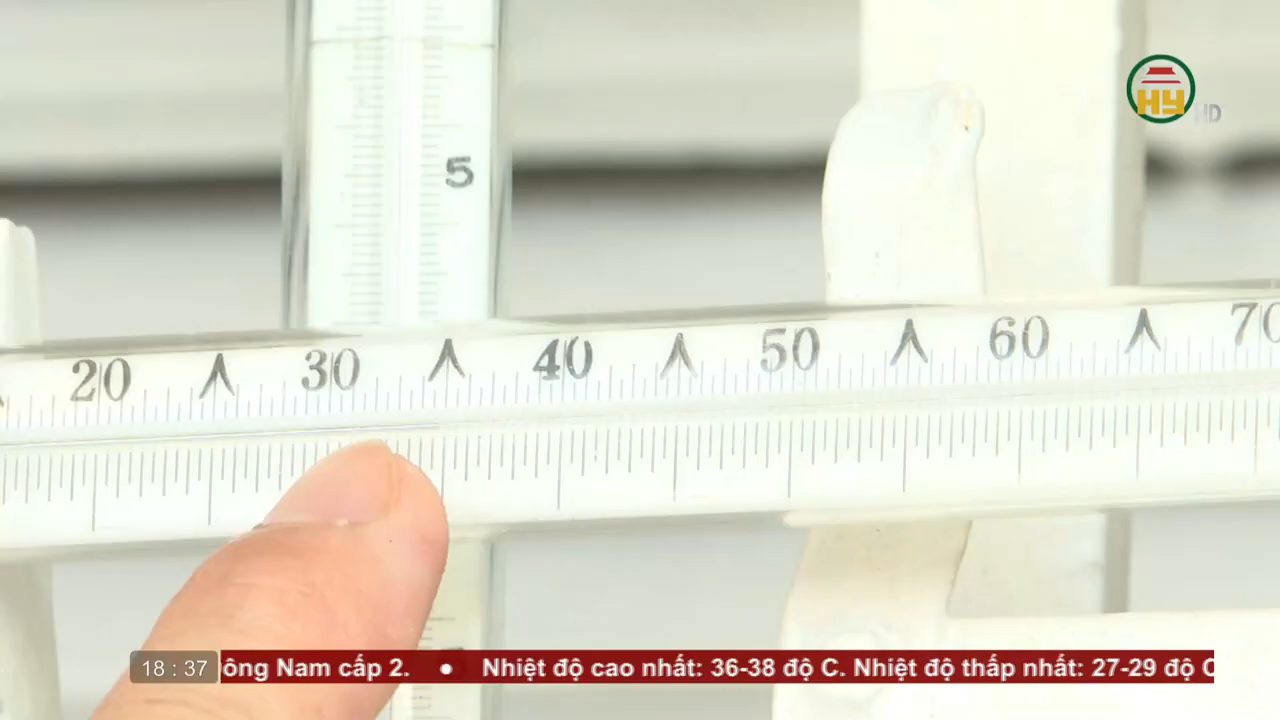 HY HD
5
20 30 40 50 60 70
18 : 37 ông Nam cấp 2. • Nhiệt độ cao nhất: 36-38 độ C. Nhiệt độ thấp nhất: 27-29 độ C